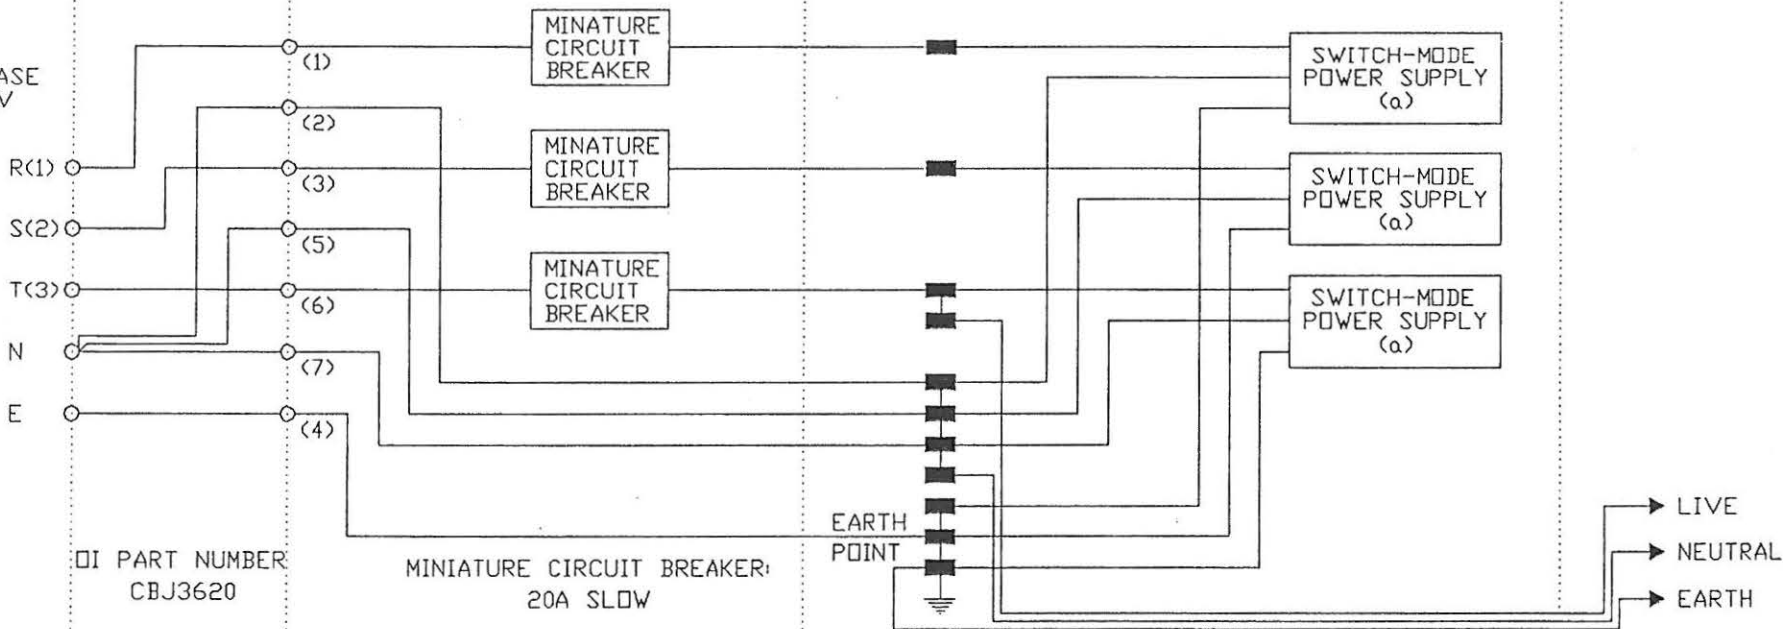 MINATURE
CIRCUIT
BREAKER
(1)
SWITCH-MODE
POWER SUPPLY
(a)
ASE
V
(2)
R(1)
MINATURE
CIRCUIT
BREAKER
(3)
SWITCH-MODE
POWER SUPPLY
(a)
S(2)
(5)
T(3)
MINATURE
CIRCUIT
BREAKER
(6)
SWITCH-MODE
POWER SUPPLY
(a)
N
(7)
E
(4)
EARTH
POINT
LIVE
NEUTRAL
EARTH
OI PART NUMBER
CBJ3620
MINIATURE CIRCUIT BREAKER:
20A SLOW